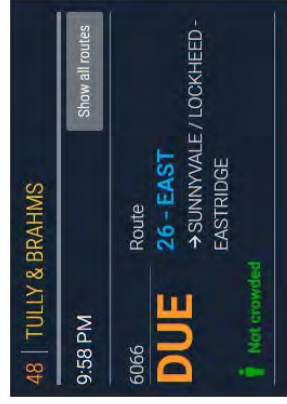 48 | TULLY & BRAHMS
9:58 PM
Show all routes
6066
Route
DUE
26 - EAST
→ SUNNYVALE / LOCKHEED -
EASTRIDGE
Not crowded